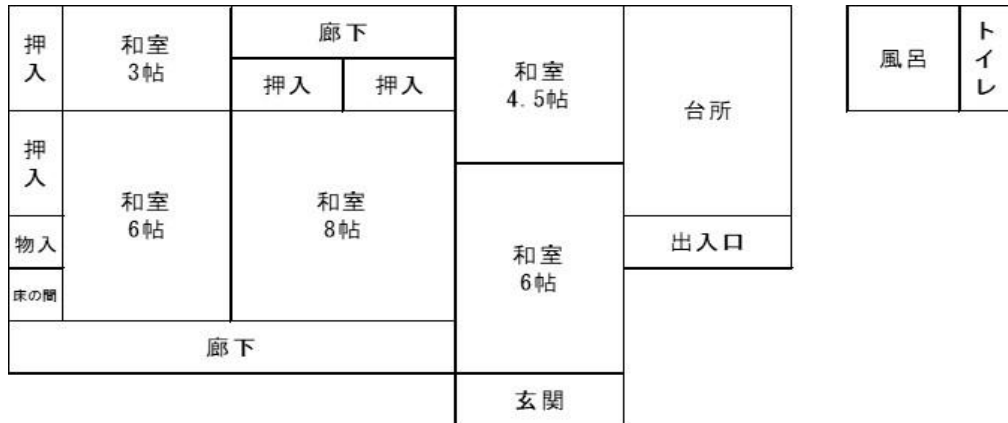 押入
和室
3帖
廊下
押入
押入
和室
4.5帖
台所
風呂
トイレ
押入
和室
6帖
和室
8帖
物入
床の間
和室
6帖
出入口
廊下
玄関